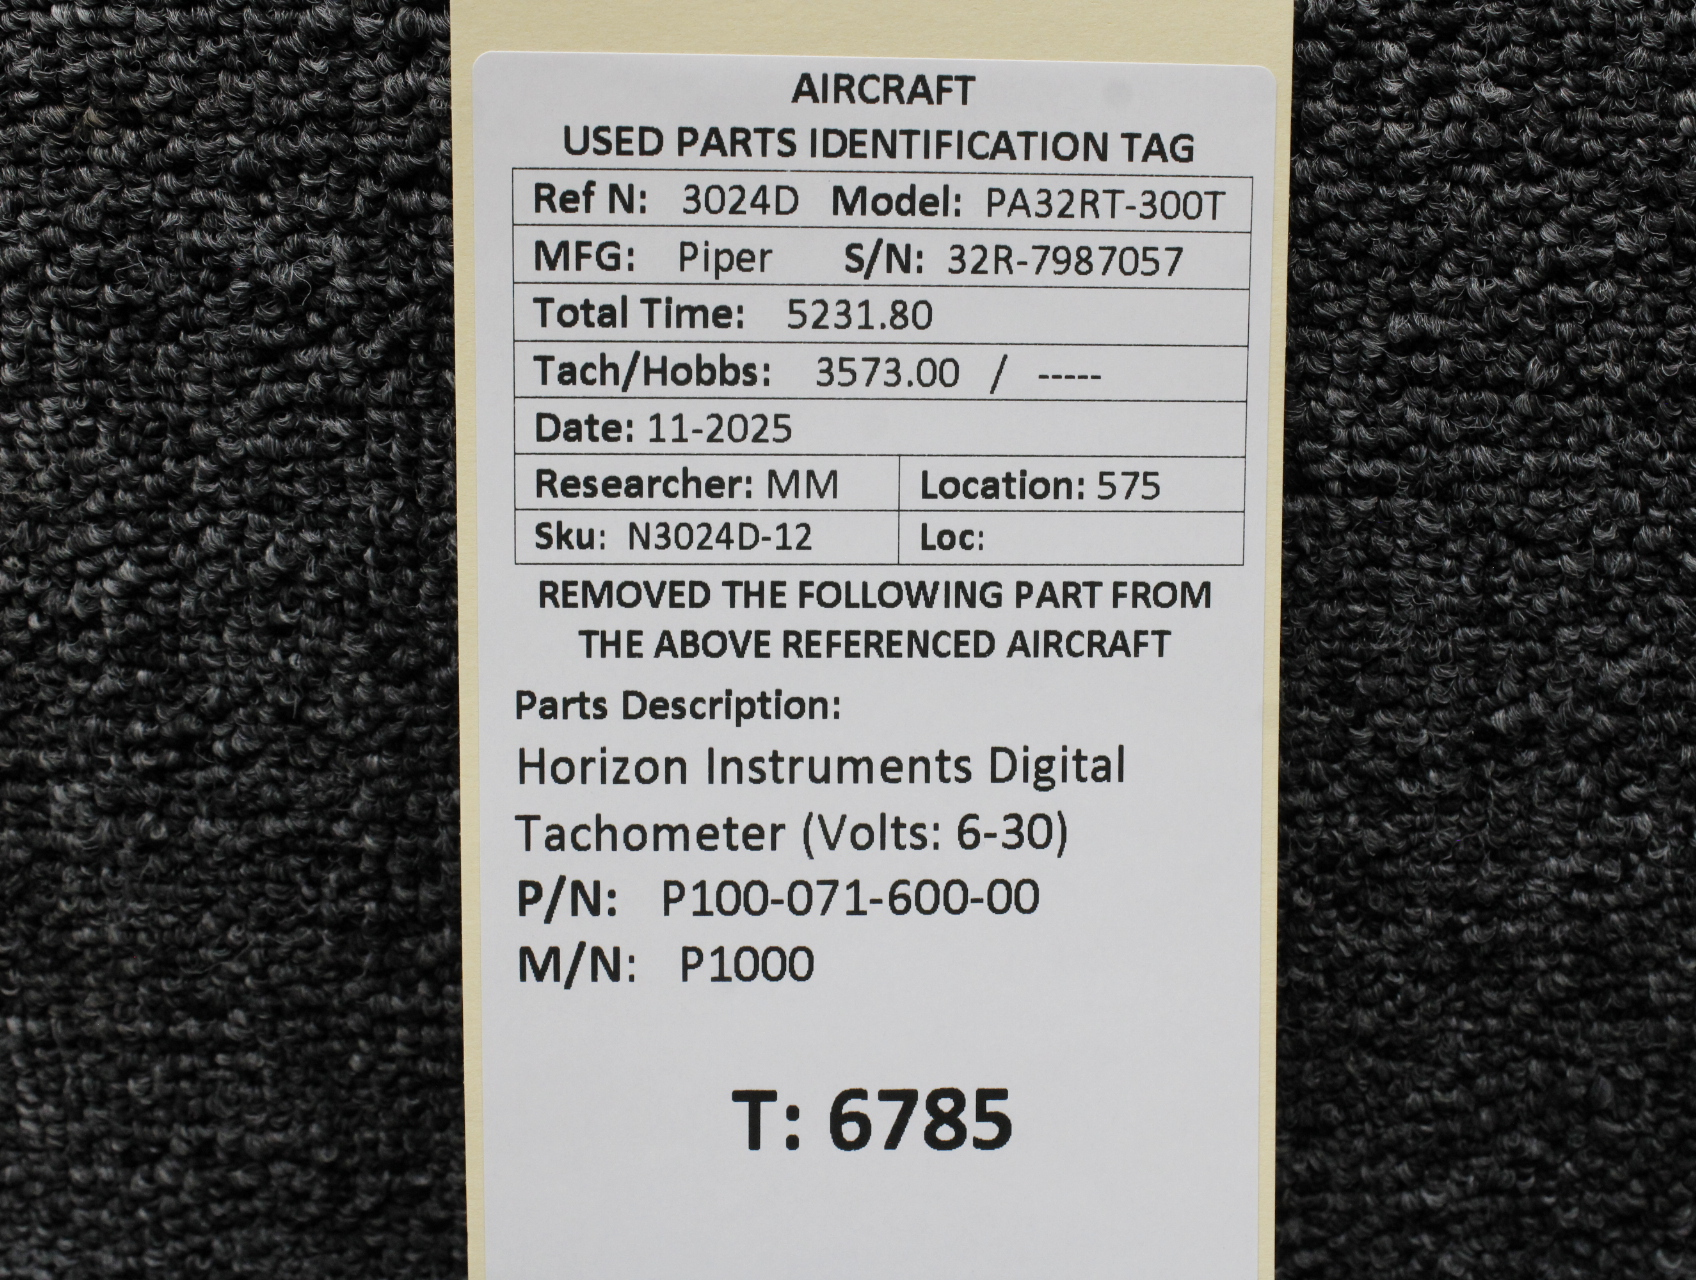 AIRCRAFT
USED PARTS IDENTIFICATION TAG
Ref N: 3024D Model: PA32RT-300T
MFG: Piper S/N: 32R-7987057
Total Time: 5231.80
Tach/Hobbs: 3573.00 / -----
Date: 11-2025
Researcher: MM Location: 575
Sku: N3024D-12 Loc:
REMOVED THE FOLLOWING PART FROM
THE ABOVE REFERENCED AIRCRAFT
Parts Description:
Horizon Instruments Digital
Tachometer (Volts: 6-30)
P/N: P100-071-600-00
M/N: P1000
T: 6785